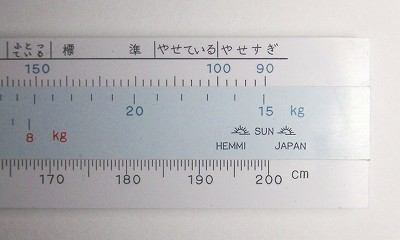 ふとっている 標準 やせている やせすぎ
150 100 90
20 15 kg
8 kg SUN
HEMMI JAPAN
170 180 190 200 cm